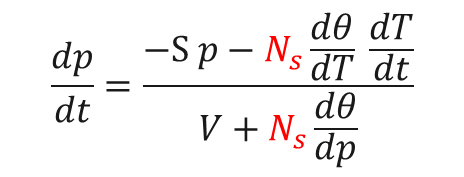 dp/dt = (−S p − N_s dθ/dT dT/dt) / (V + N_s dθ/dp)